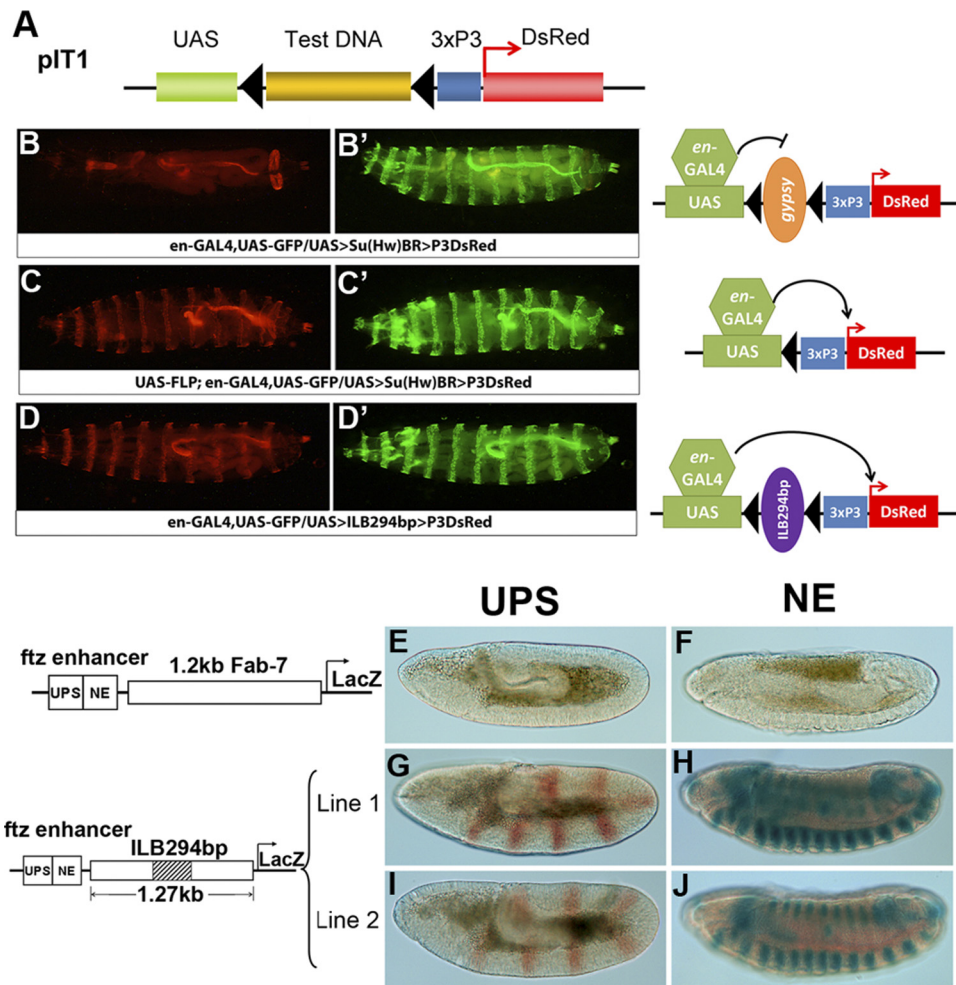 A
pIT1
UAS Test DNA 3xP3 DsRed
B
B’
en-GAL4,UAS-GFP/UAS>Su(Hw)BR>P3DsRed
en-
GAL4
UAS
gypsy
3xP3
DsRed
C
C’
UAS-FLP; en-GAL4,UAS-GFP/UAS>Su(Hw)BR>P3DsRed
en-
GAL4
UAS
3xP3
DsRed
D
D’
en-GAL4,UAS-GFP/UAS>ILB294bp>P3DsRed
en-
GAL4
UAS
ILB294bp
3xP3
DsRed
UPS NE
ftz enhancer
1.2kb Fab-7
LacZ
UPS NE
E
F
ftz enhancer
ILB294bp
LacZ
UPS NE
1.27kb
Line 1
G
H
Line 2
I
J